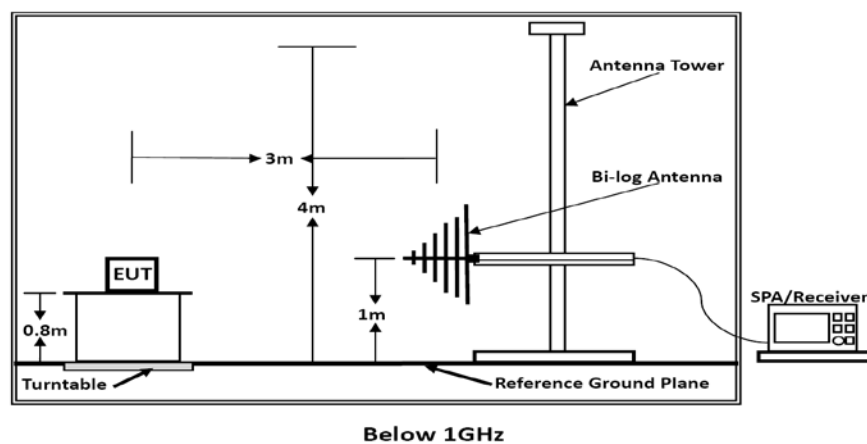 Antenna Tower
3m
Bi-log Antenna
4m
EUT
SPA/Receiver
0.8m
1m
Turntable
Reference Ground Plane
Below 1GHz